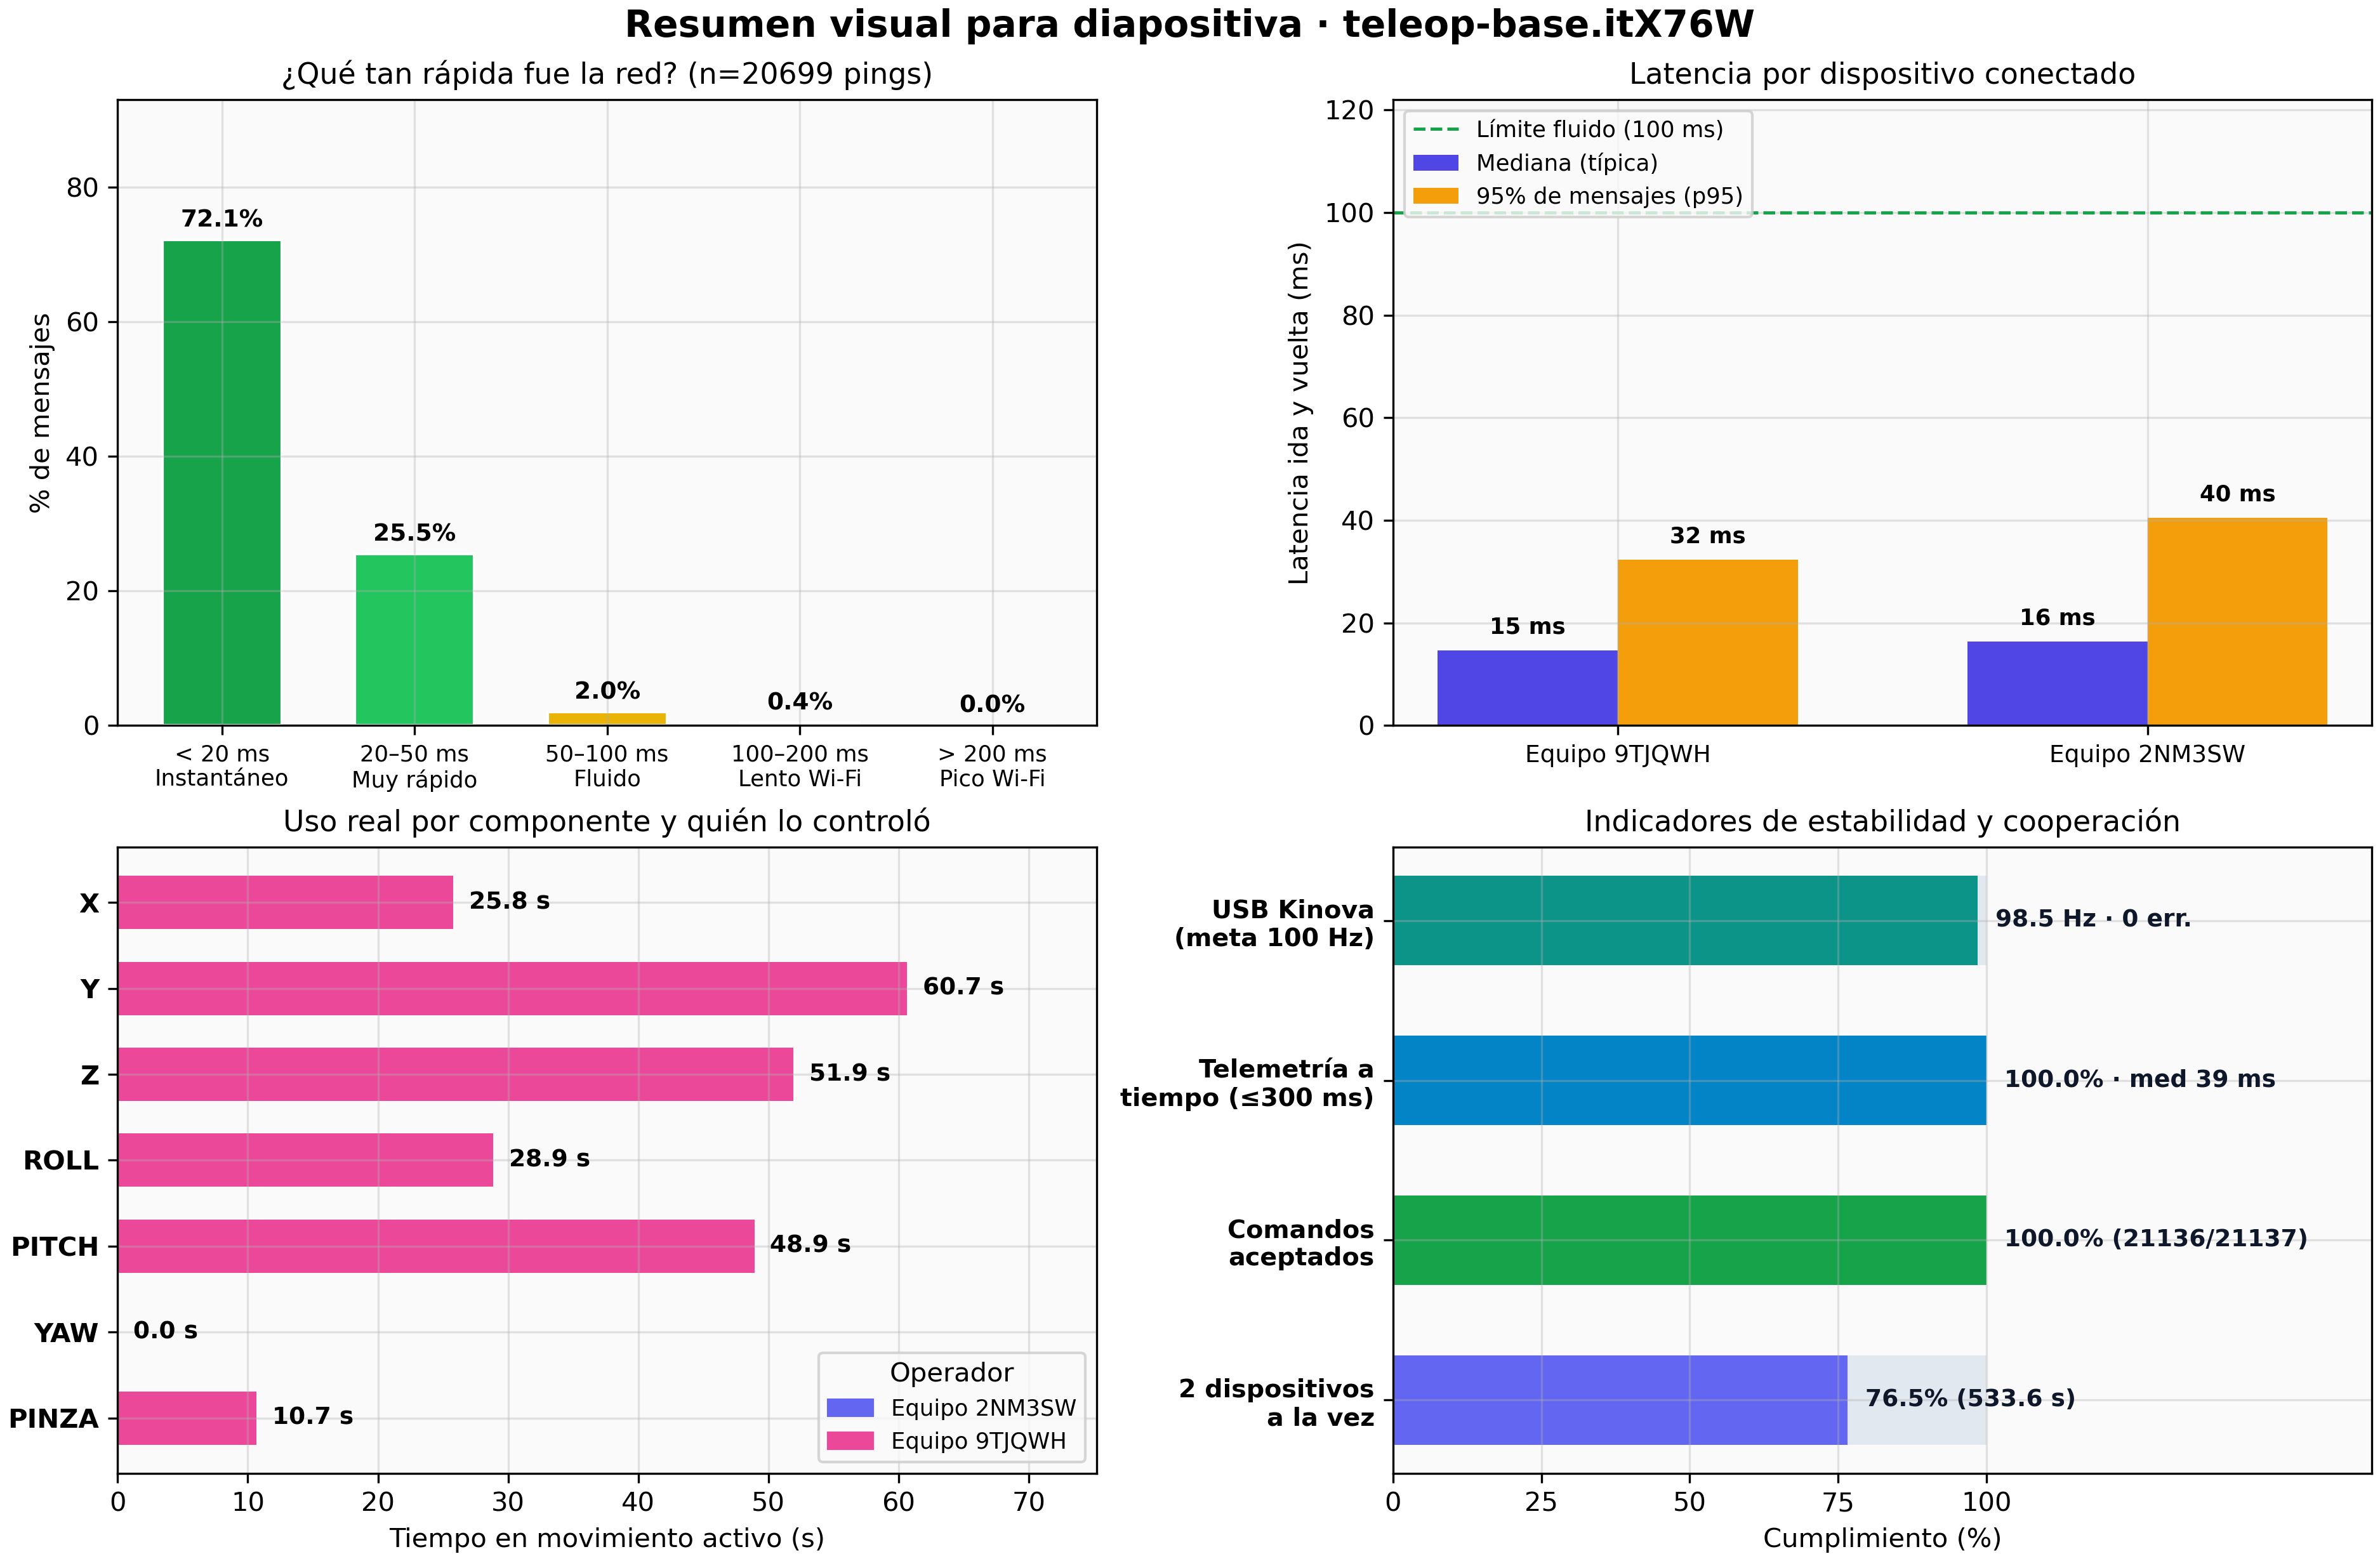 Resumen visual para diapositiva · teleop-base.itX76W
¿Qué tan rápida fue la red? (n=20699 pings)
% de mensajes
80
60
40
20
0
72.1%
25.5%
2.0%
0.4%
0.0%
< 20 ms
Instantáneo
20–50 ms
Muy rápido
50–100 ms
Fluido
100–200 ms
Lento Wi-Fi
> 200 ms
Pico Wi-Fi
Latencia por dispositivo conectado
Latencia ida y vuelta (ms)
120
100
80
60
40
20
0
Límite fluido (100 ms)
Mediana (típica)
95% de mensajes (p95)
15 ms
32 ms
16 ms
40 ms
Equipo 9TJQWH
Equipo 2NM3SW
Uso real por componente y quién lo controló
X
25.8 s
Y
60.7 s
Z
51.9 s
ROLL
28.9 s
PITCH
48.9 s
YAW
0.0 s
PINZA
10.7 s
Operador
Equipo 2NM3SW
Equipo 9TJQWH
0
10
20
30
40
50
60
70
Tiempo en movimiento activo (s)
Indicadores de estabilidad y cooperación
USB Kinova
(meta 100 Hz)
98.5 Hz · 0 err.
Telemetría a
tiempo (≤300 ms)
100.0% · med 39 ms
Comandos
aceptados
100.0% (21136/21137)
2 dispositivos
a la vez
76.5% (533.6 s)
0
25
50
75
100
Cumplimiento (%)